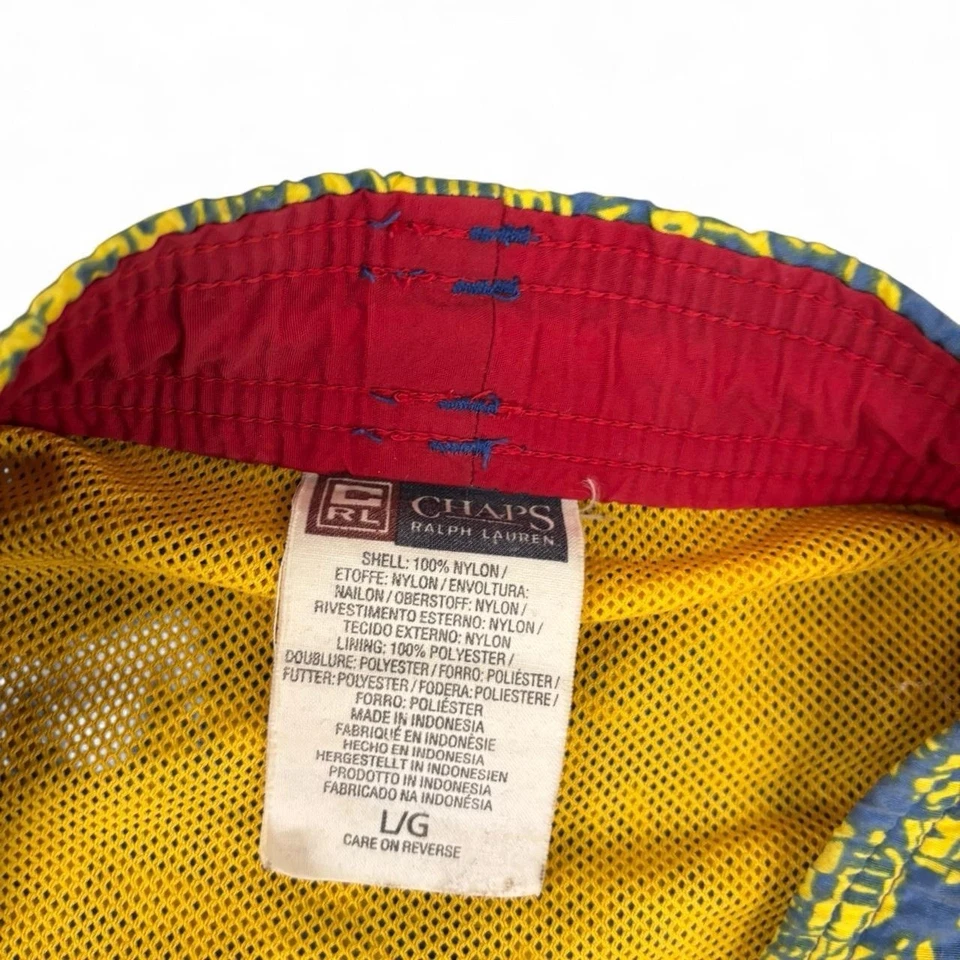 C
RL
CHAPS
RALPH LAUREN
SHELL: 100% NYLON /
ETOFFE: NYLON / ENVOLTURA:
NAILON / OBERSTOFF: NYLON /
RIVESTIMENTO ESTERNO: NYLON /
TECIDO EXTERNO: NYLON
LINING: 100% POLYESTER /
DOUBLURE: POLYESTER / FORRO: POLIÉSTER /
FUTTER: POLYESTER / FODERA: POLIESTERE /
FORRO: POLIÉSTER
MADE IN INDONESIA
FABRIQUÉ EN INDONÈSIE
HECHO EN INDONESIA
HERGESTELLT IN INDONESIEN
PRODOTTO IN INDONESIA
FABRICADO NA INDONÉSIA
L/G
CARE ON REVERSE